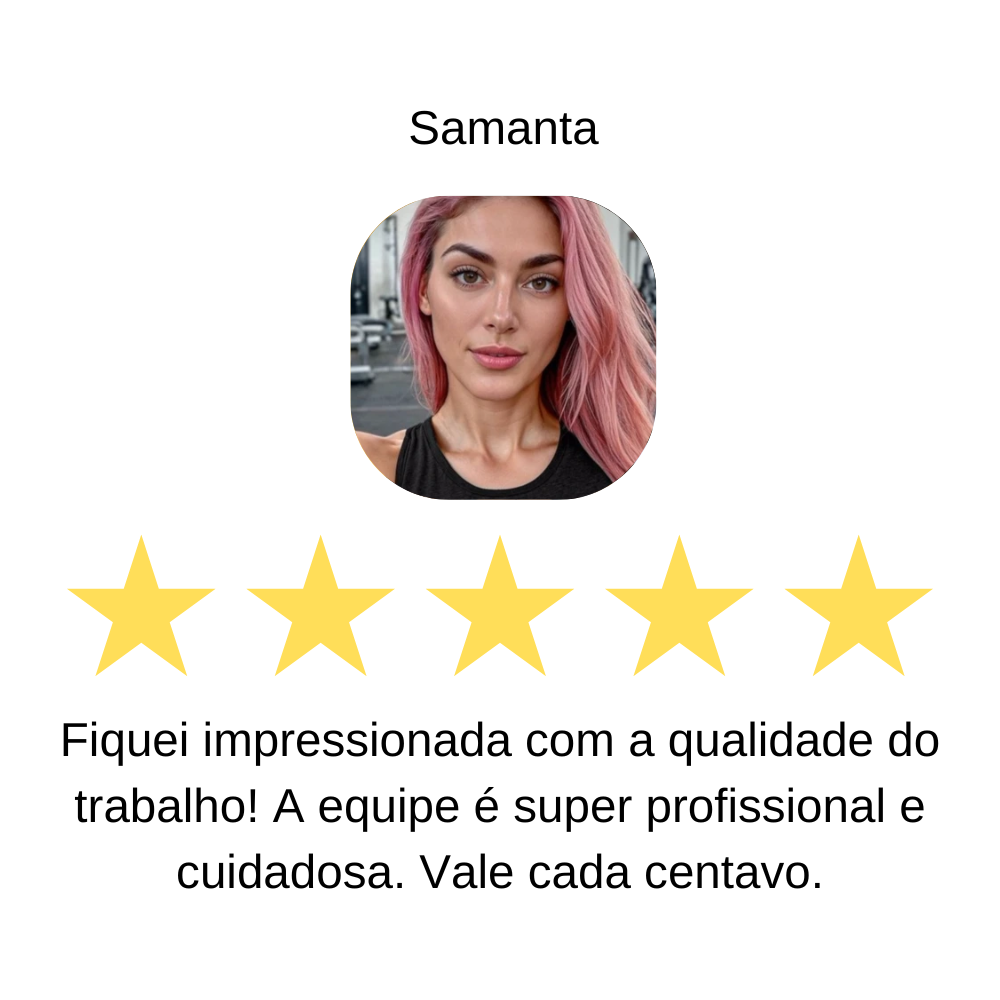 Samanta
Fiquei impressionada com a qualidade do
trabalho! A equipe é super profissional e
cuidadosa. Vale cada centavo.